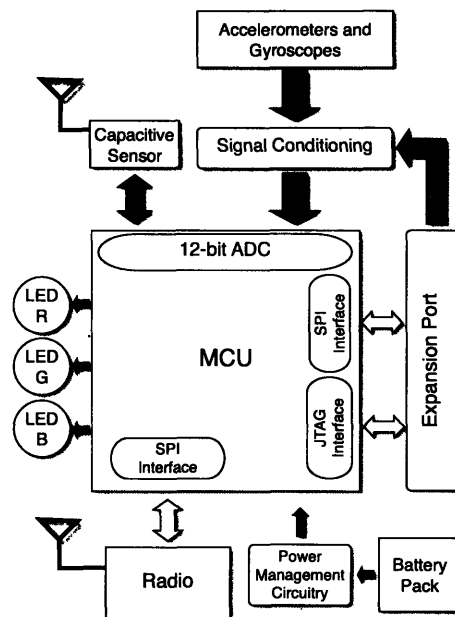 Accelerometers and
Gyroscopes
Capacitive
Sensor
Signal Conditioning
12-bit ADC
LED
R
LED
G
LED
B
MCU
SPI
Interface
JTAG
Interface
SPI
Interface
Expansion Port
Radio
Power
Management
Circuitry
Battery
Pack